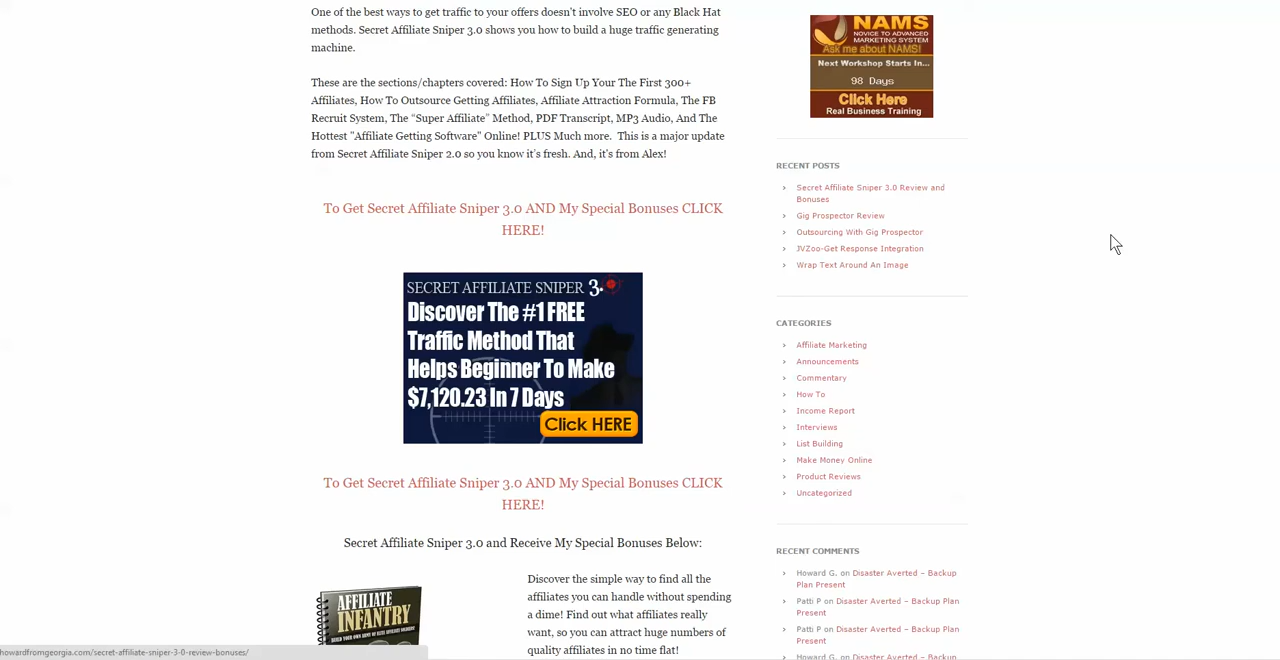 One of the best ways to get traffic to your offers doesn't involve SEO or any Black Hat
methods. Secret Affiliate Sniper 3.0 shows you how to build a huge traffic generating
machine.
These are the sections/chapters covered: How To Sign Up Your The First 300+
Affiliates, How To Outsource Getting Affiliates, Affiliate Attraction Formula, The FB
Recruit System, The “Super Affiliate” Method, PDF Transcript, MP3 Audio, And The
Hottest "Affiliate Getting Software" Online! PLUS Much more.  This is a major update
from Secret Affiliate Sniper 2.0 so you know it's fresh. And, it's from Alex!
To Get Secret Affiliate Sniper 3.0 AND My Special Bonuses CLICK
HERE!
SECRET AFFILIATE SNIPER 3.
Discover The #1 FREE
Traffic Method That
Helps Beginner To Make
$7,120.23 In 7 Days
Click HERE
To Get Secret Affiliate Sniper 3.0 AND My Special Bonuses CLICK
HERE!
Secret Affiliate Sniper 3.0 and Receive My Special Bonuses Below:
AFFILIATE
INFANTRY
BUILD YOUR OWN ARMY OF ELITE AFFILIATE SOLDIERS!
Discover the simple way to find all the
affiliates you can handle without spending
a dime! Find out what affiliates really
want, so you can attract huge numbers of
quality affiliates in no time flat!
NAMS
NOVICE TO ADVANCED
MARKETING SYSTEM
Ask me about NAMS!
Next Workshop Starts In...
98 Days
Click Here
Real Business Training
RECENT POSTS
Secret Affiliate Sniper 3.0 Review and
Bonuses
Gig Prospector Review
Outsourcing With Gig Prospector
JVZoo-Get Response Integration
Wrap Text Around An Image
CATEGORIES
Affiliate Marketing
Announcements
Commentary
How To
Income Report
Interviews
List Building
Make Money Online
Product Reviews
Uncategorized
RECENT COMMENTS
Howard G. on Disaster Averted – Backup
Plan Present
Patti P on Disaster Averted – Backup Plan
Present
Patti P on Disaster Averted – Backup Plan
Present
Howard G. on Disaster Averted – Backup
howardfromgeorgia.com/secret-affiliate-sniper-3-0-review-bonuses/